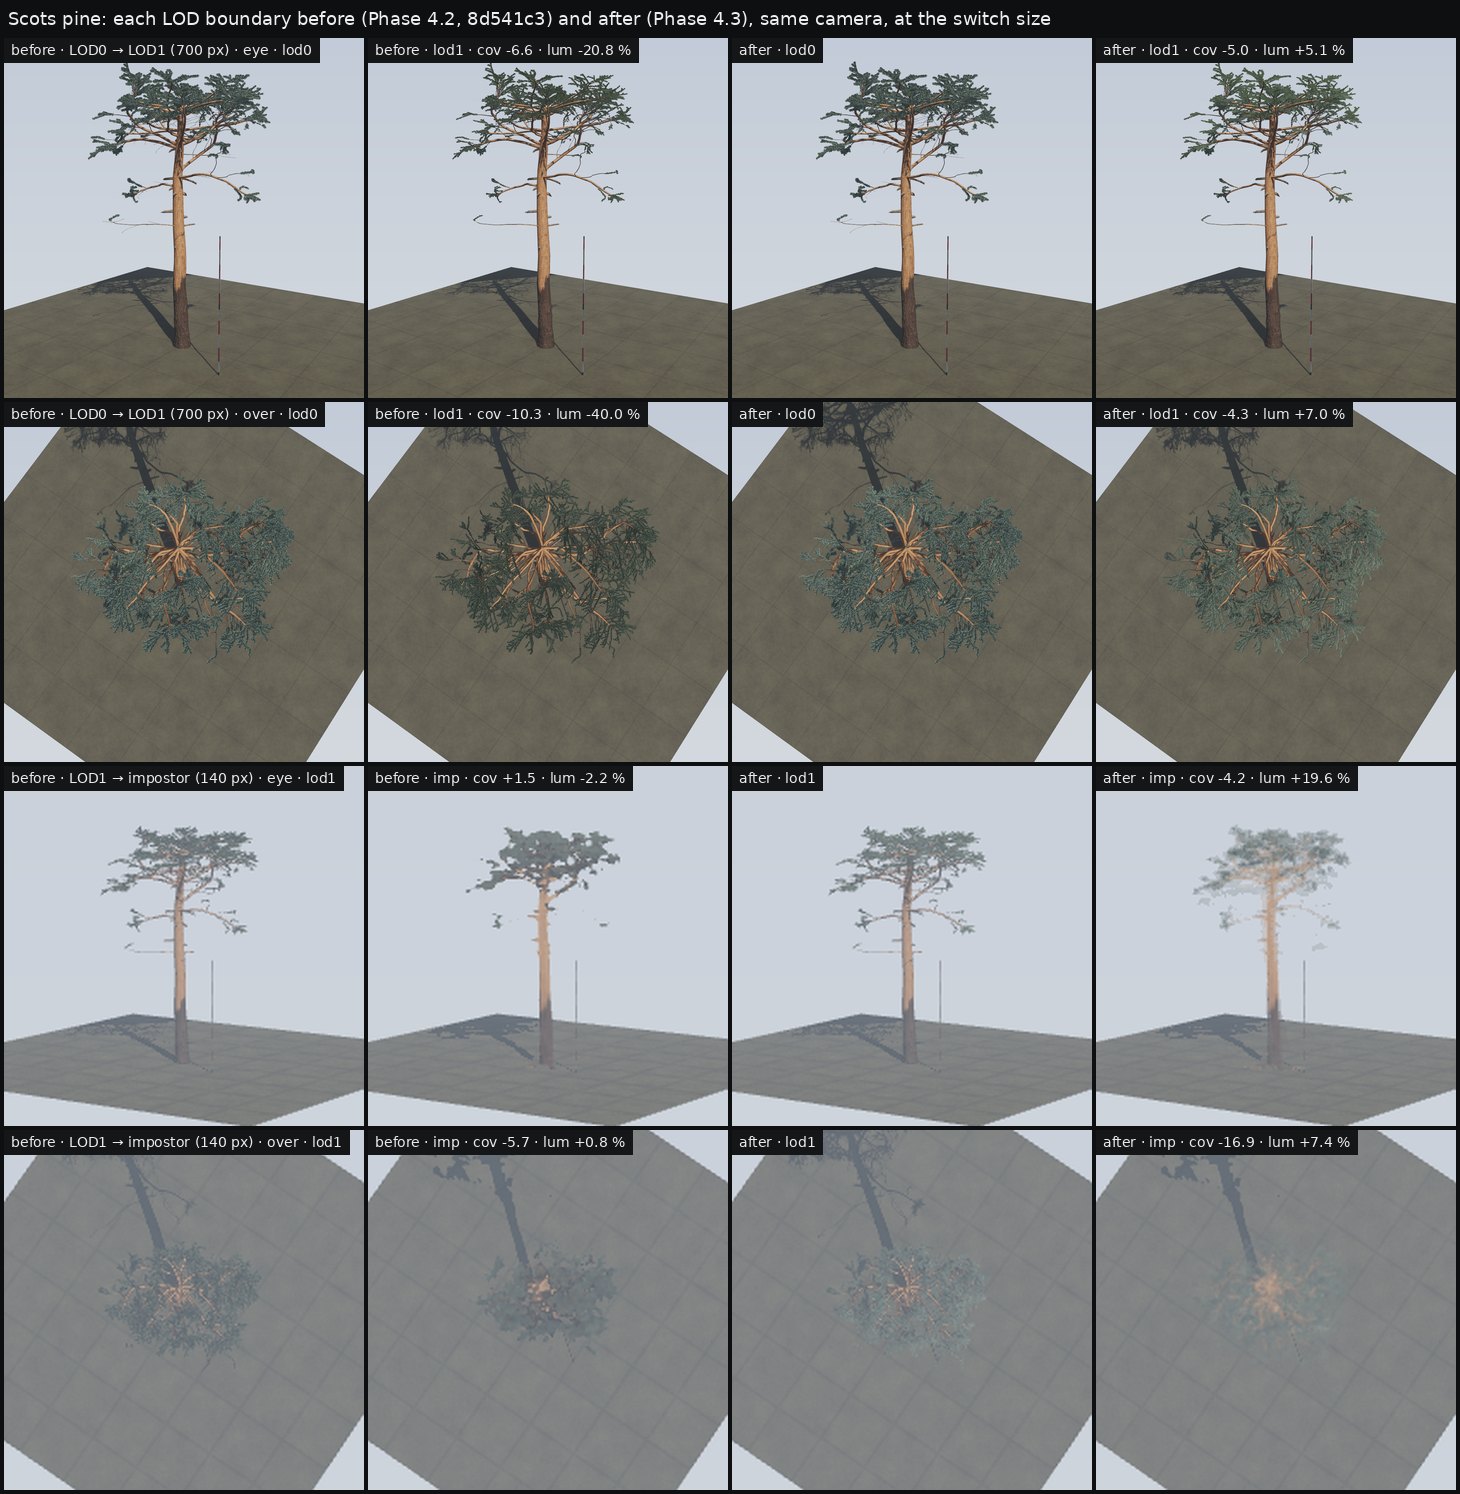 Scots pine: each LOD boundary before (Phase 4.2, 8d541c3) and after (Phase 4.3), same camera, at the switch size
before · LOD0 → LOD1 (700 px) · eye · lod0
before · lod1 · cov -6.6 · lum -20.8 %
after · lod0
after · lod1 · cov -5.0 · lum +5.1 %
before · LOD0 → LOD1 (700 px) · over · lod0
before · lod1 · cov -10.3 · lum -40.0 %
after · lod0
after · lod1 · cov -4.3 · lum +7.0 %
before · LOD1 → impostor (140 px) · eye · lod1
before · imp · cov +1.5 · lum -2.2 %
after · lod1
after · imp · cov -4.2 · lum +19.6 %
before · LOD1 → impostor (140 px) · over · lod1
before · imp · cov -5.7 · lum +0.8 %
after · lod1
after · imp · cov -16.9 · lum +7.4 %